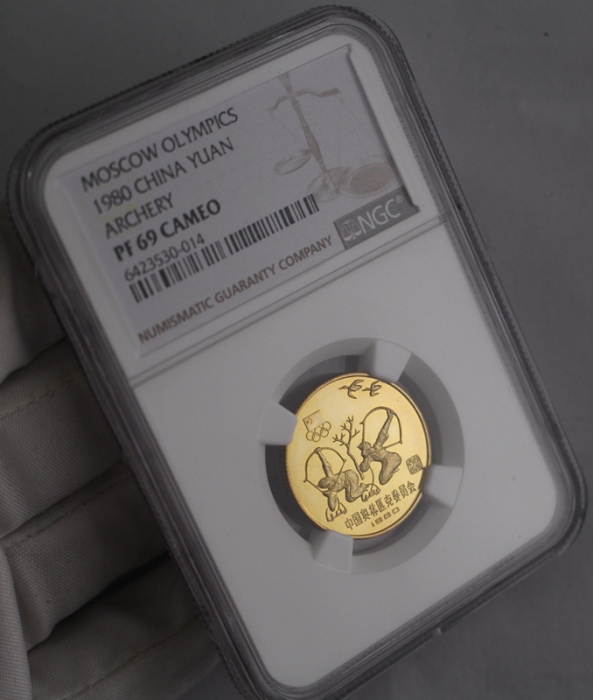 MOSCOW OLYMPICS
1980 CHINA YUAN
ARCHERY
PF 69 CAMEO
6423530-014
NGC
NUMISMATIC GUARANTY COMPANY
中国奥林匹克委员会
1980